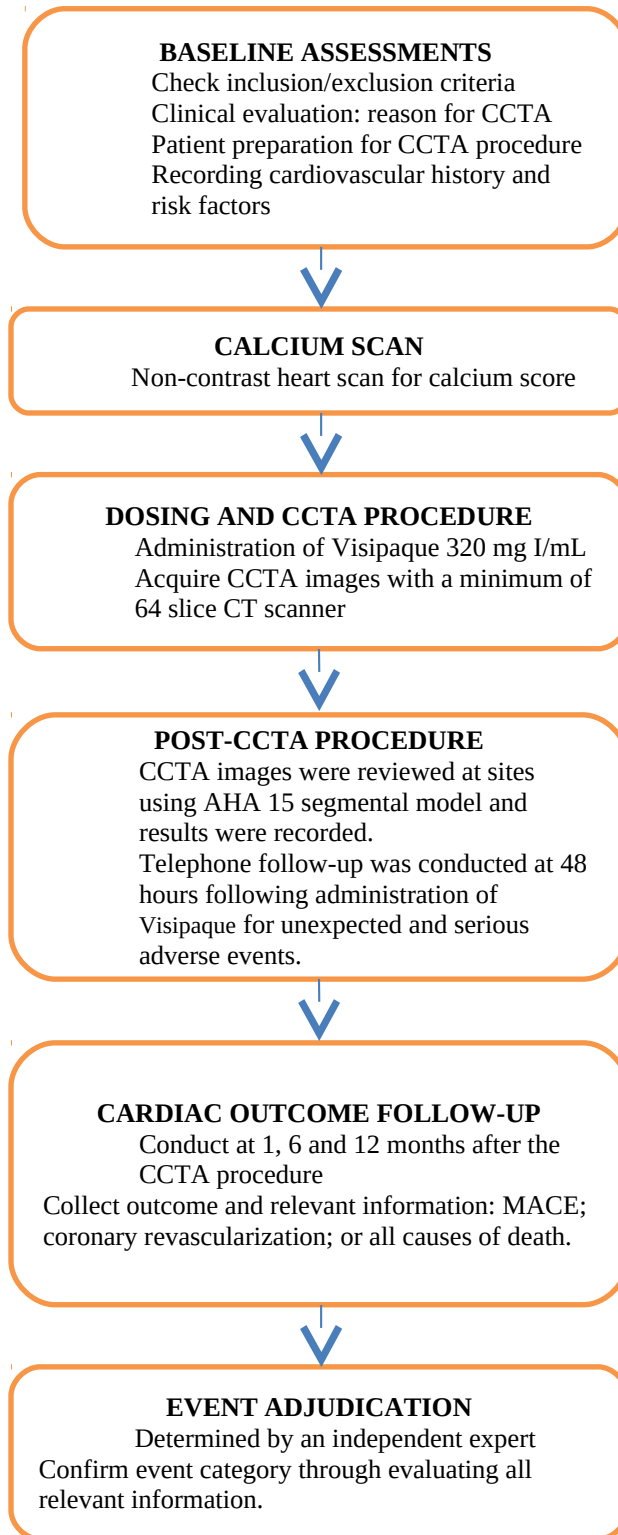 BASELINE ASSESSMENTS
Check inclusion/exclusion criteria
Clinical evaluation: reason for CCTA
Patient preparation for CCTA procedure
Recording cardiovascular history and
risk factors
CALCIUM SCAN
Non-contrast heart scan for calcium score
DOSING AND CCTA PROCEDURE
Administration of Visipaque 320 mg I/mL
Acquire CCTA images with a minimum of
64 slice CT scanner
POST-CCTA PROCEDURE
CCTA images were reviewed at sites
using AHA 15 segmental model and
results were recorded.
Telephone follow-up was conducted at 48
hours following administration of
Visipaque for unexpected and serious
adverse events.
CARDIAC OUTCOME FOLLOW-UP
Conduct at 1, 6 and 12 months after the
CCTA procedure
Collect outcome and relevant information: MACE;
coronary revascularization; or all causes of death.
EVENT ADJUDICATION
Determined by an independent expert
Confirm event category through evaluating all
relevant information.